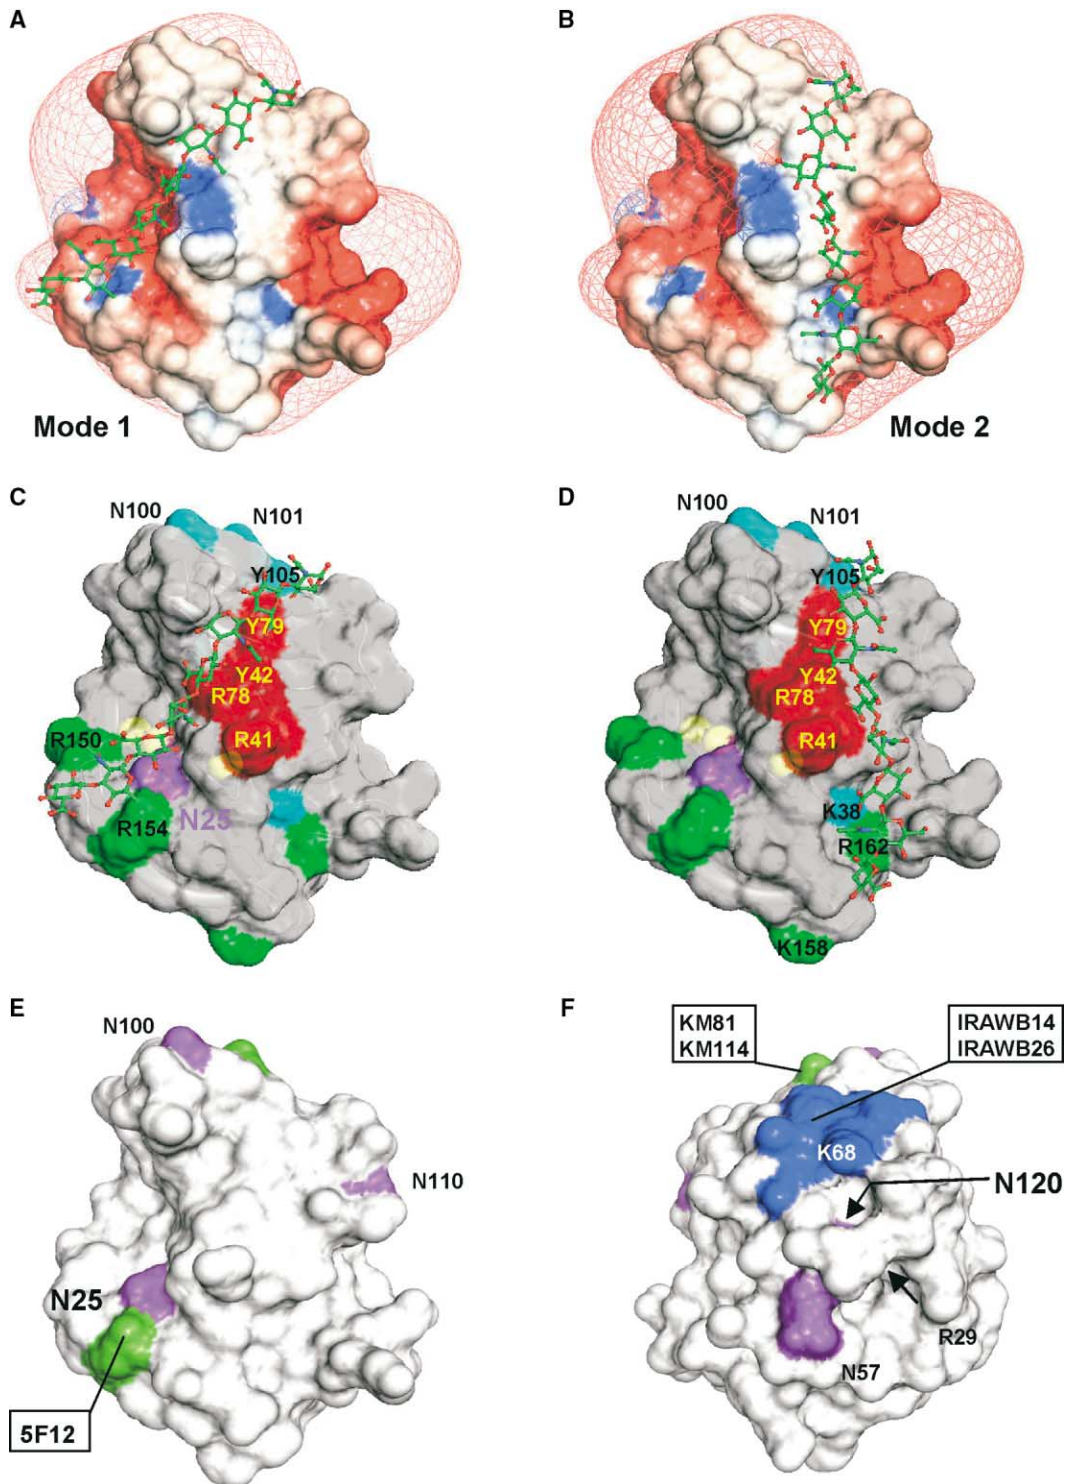 A
B
Mode 1
Mode 2
C
D
N100
N101
Y105
Y79
Y42
R78
R41
R150
R154
N25
N100
N101
Y105
Y79
Y42
R78
R41
K38
R162
K158
E
F
N100
N110
N25
5F12
KM81
KM114
IRAWB14
IRAWB26
K68
N120
R29
N57